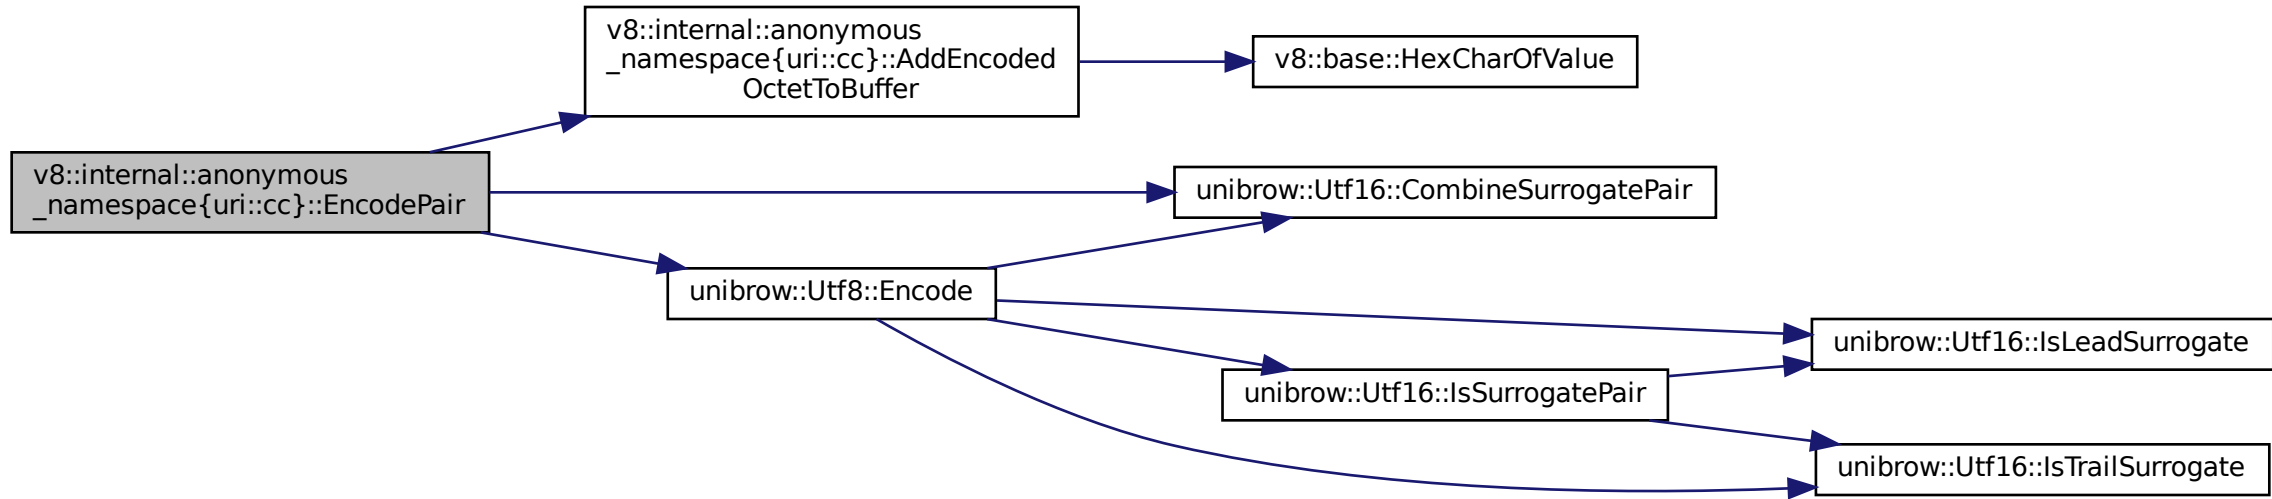 v8::internal::anonymous
_namespace{uri::cc}::AddEncoded
OctetToBuffer
v8::base::HexCharOfValue
v8::internal::anonymous
_namespace{uri::cc}::EncodePair
unibrow::Utf16::CombineSurrogatePair
unibrow::Utf8::Encode
unibrow::Utf16::IsLeadSurrogate
unibrow::Utf16::IsSurrogatePair
unibrow::Utf16::IsTrailSurrogate